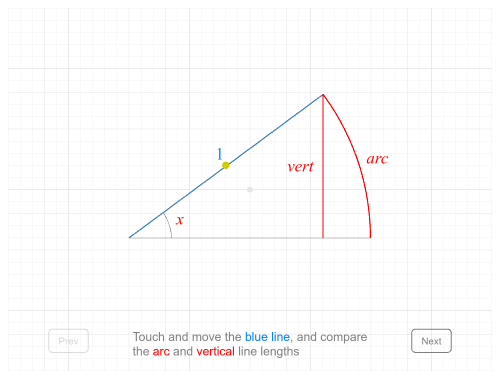 1
vert
arc
x
Prev
Touch and move the blue line, and compare
the arc and vertical line lengths
Next